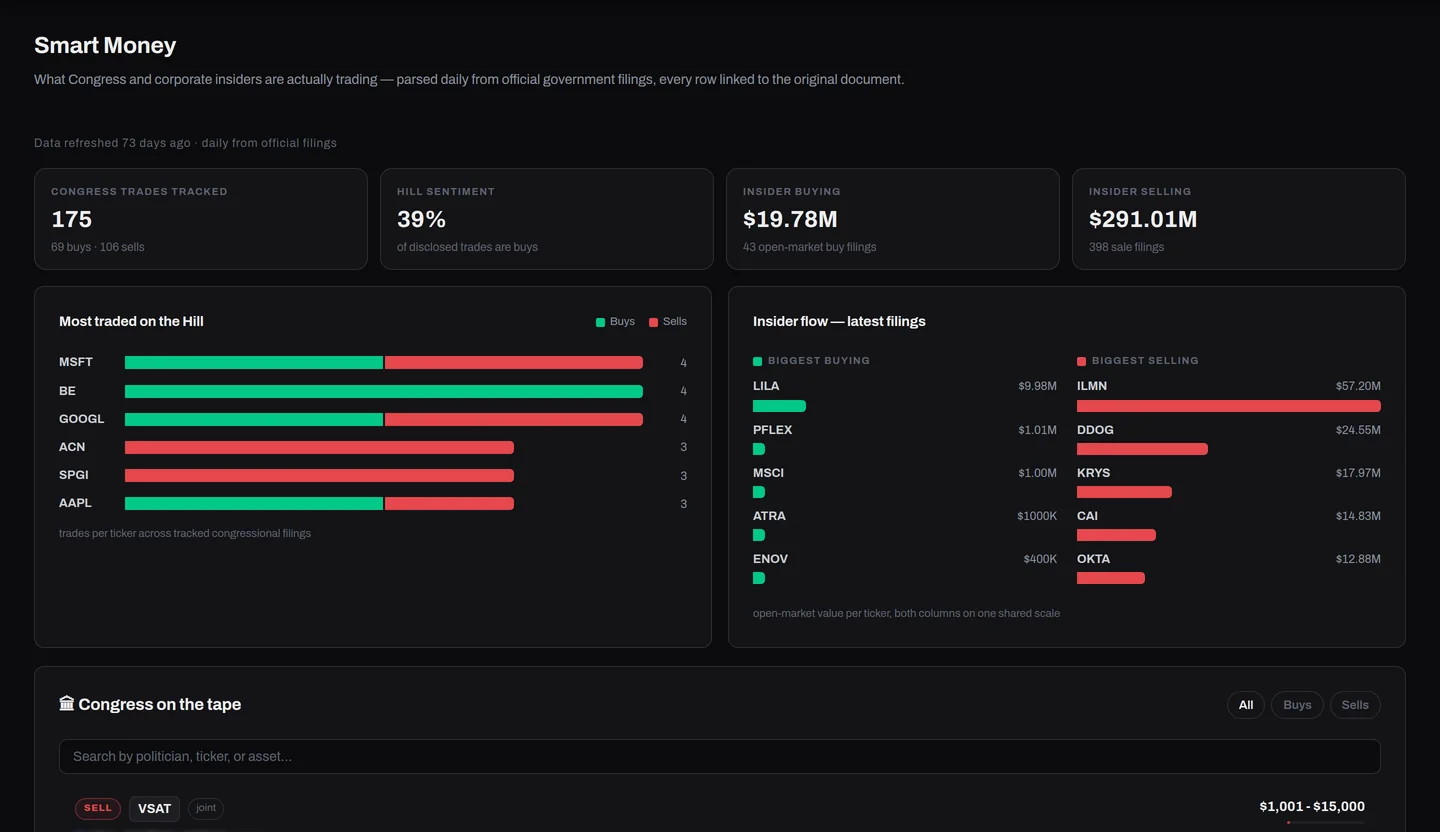 Smart Money
What Congress and corporate insiders are actually trading — parsed daily from official government filings, every row linked to the original document.
Data refreshed 73 days ago · daily from official filings
CONGRESS TRADES TRACKED
175
69 buys · 106 sells
HILL SENTIMENT
39%
of disclosed trades are buys
INSIDER BUYING
$19.78M
43 open-market buy filings
INSIDER SELLING
$291.01M
398 sale filings
Most traded on the Hill
Buys Sells
MSFT 4
BE 4
GOOGL 4
ACN 3
SPGI 3
AAPL 3
trades per ticker across tracked congressional filings
Insider flow — latest filings
BIGGEST BUYING
LILA $9.98M
PFLEX $1.01M
MSCI $1.00M
ATRA $1000K
ENOV $400K
BIGGEST SELLING
ILMN $57.20M
DDOG $24.55M
KRYS $17.97M
CAI $14.83M
OKTA $12.88M
open-market value per ticker, both columns on one shared scale
🏛 Congress on the tape
All Buys Sells
Search by politician, ticker, or asset...
SELL VSAT joint $1,001 - $15,000